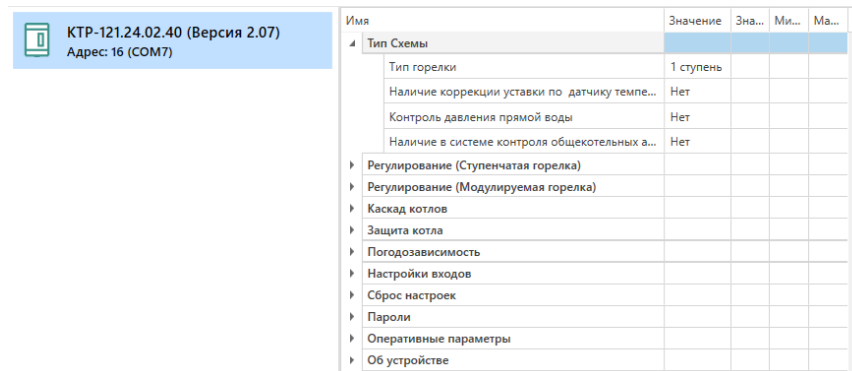 КТР-121.24.02.40 (Версия 2.07)
Адрес: 16 (COM7)
Имя Значение Зна... Ми... Ма...
Тип Схемы
Тип горелки 1 ступень
Наличие коррекции уставки по датчику темпе... Нет
Контроль давления прямой воды Нет
Наличие в системе контроля общекотельных а... Нет
Регулирование (Ступенчатая горелка)
Регулирование (Модулируемая горелка)
Каскад котлов
Защита котла
Погодозависимость
Настройки входов
Сброс настроек
Пароли
Оперативные параметры
Об устройстве